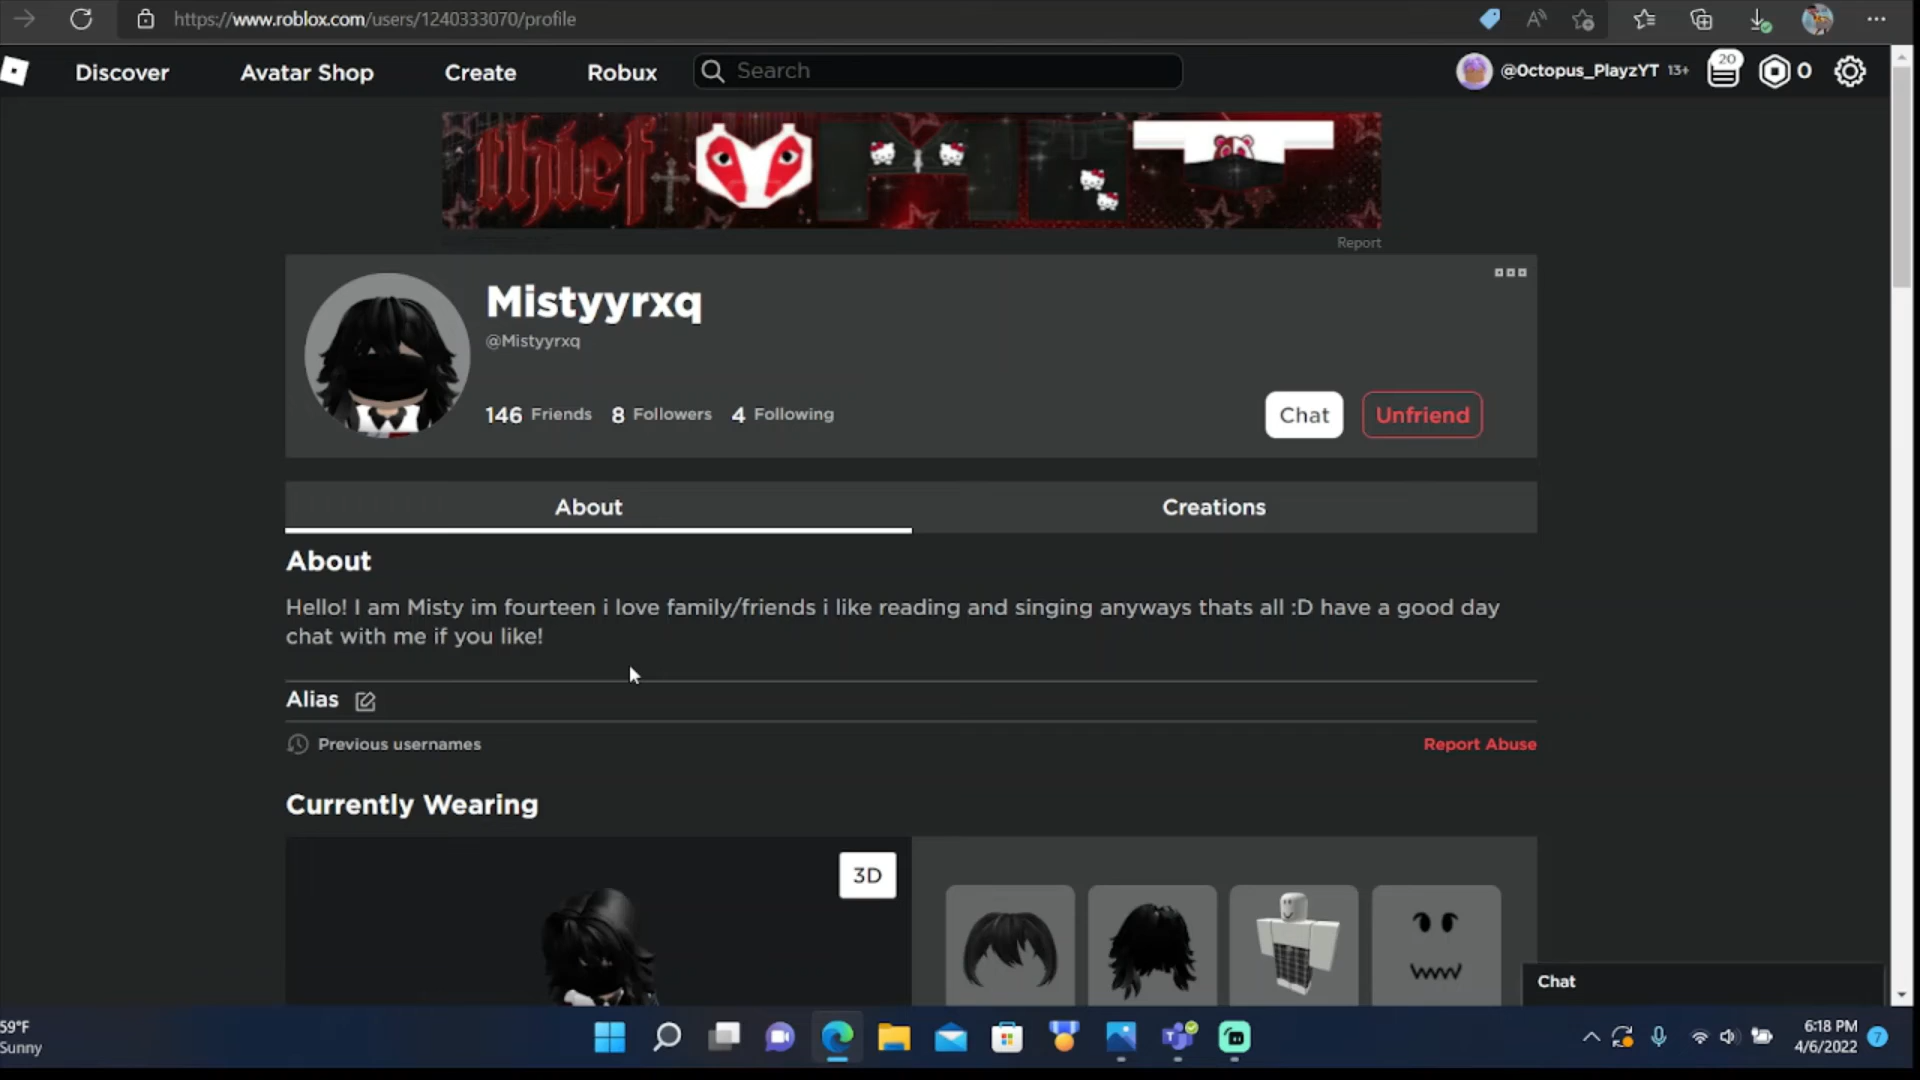 https://www.roblox.com/users/1240333070/profile
Discover
Avatar Shop
Create
Robux
Search
@Octopus_PlayzYT 13+
20
0
thief
Report
Mistyyrxq
@Mistyyrxq
146 Friends 8 Followers 4 Following
Chat
Unfriend
About
Creations
About
Hello! I am Misty im fourteen i love family/friends i like reading and singing anyways thats all :D have a good day
chat with me if you like!
Alias
Previous usernames
Report Abuse
Currently Wearing
3D
Chat
59°F
Sunny
6:18 PM
4/6/2022
7